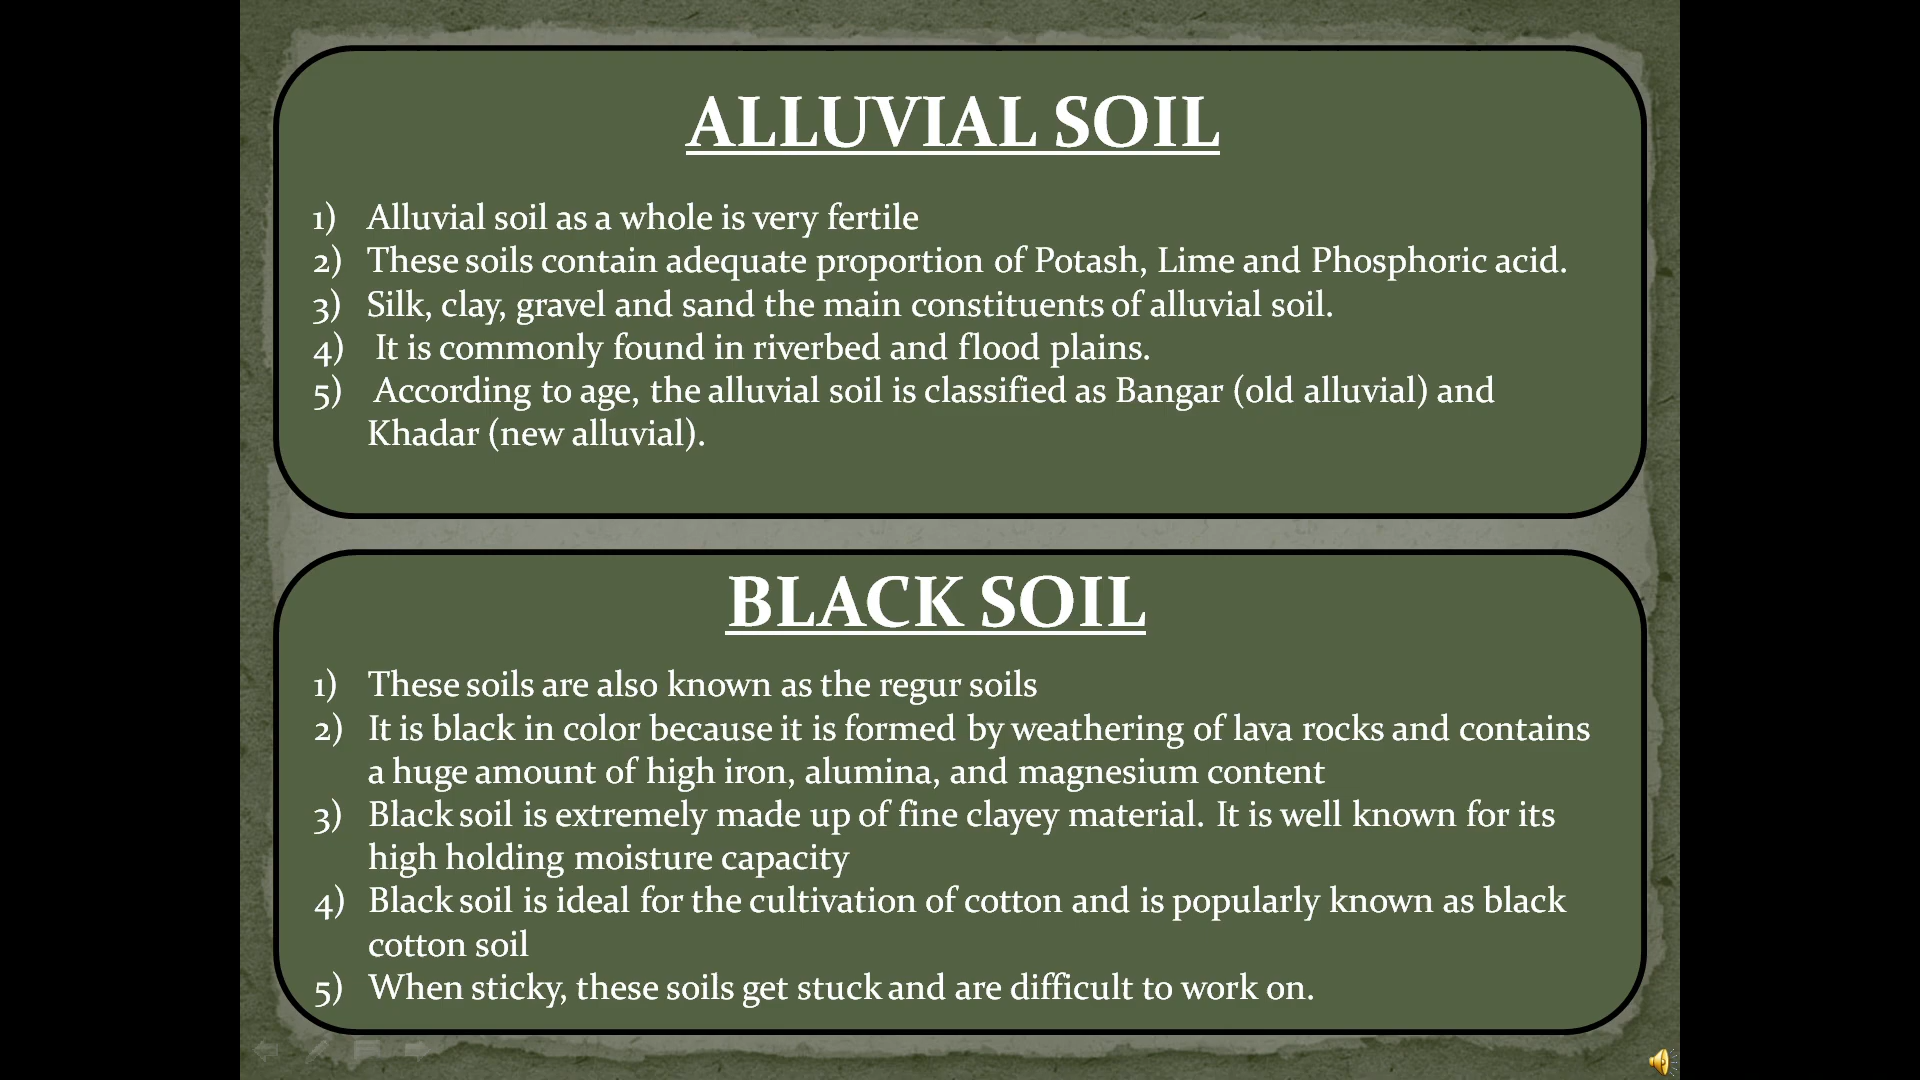 ALLUVIAL SOIL
1) Alluvial soil as a whole is very fertile
2) These soils contain adequate proportion of Potash, Lime and Phosphoric acid.
3) Silk, clay, gravel and sand the main constituents of alluvial soil.
4) It is commonly found in riverbed and flood plains.
5) According to age, the alluvial soil is classified as Bangar (old alluvial) and
Khadar (new alluvial).
BLACK SOIL
1) These soils are also known as the regur soils
2) It is black in color because it is formed by weathering of lava rocks and contains
a huge amount of high iron, alumina, and magnesium content
3) Black soil is extremely made up of fine clayey material. It is well known for its
high holding moisture capacity
4) Black soil is ideal for the cultivation of cotton and is popularly known as black
cotton soil
5) When sticky, these soils get stuck and are difficult to work on.